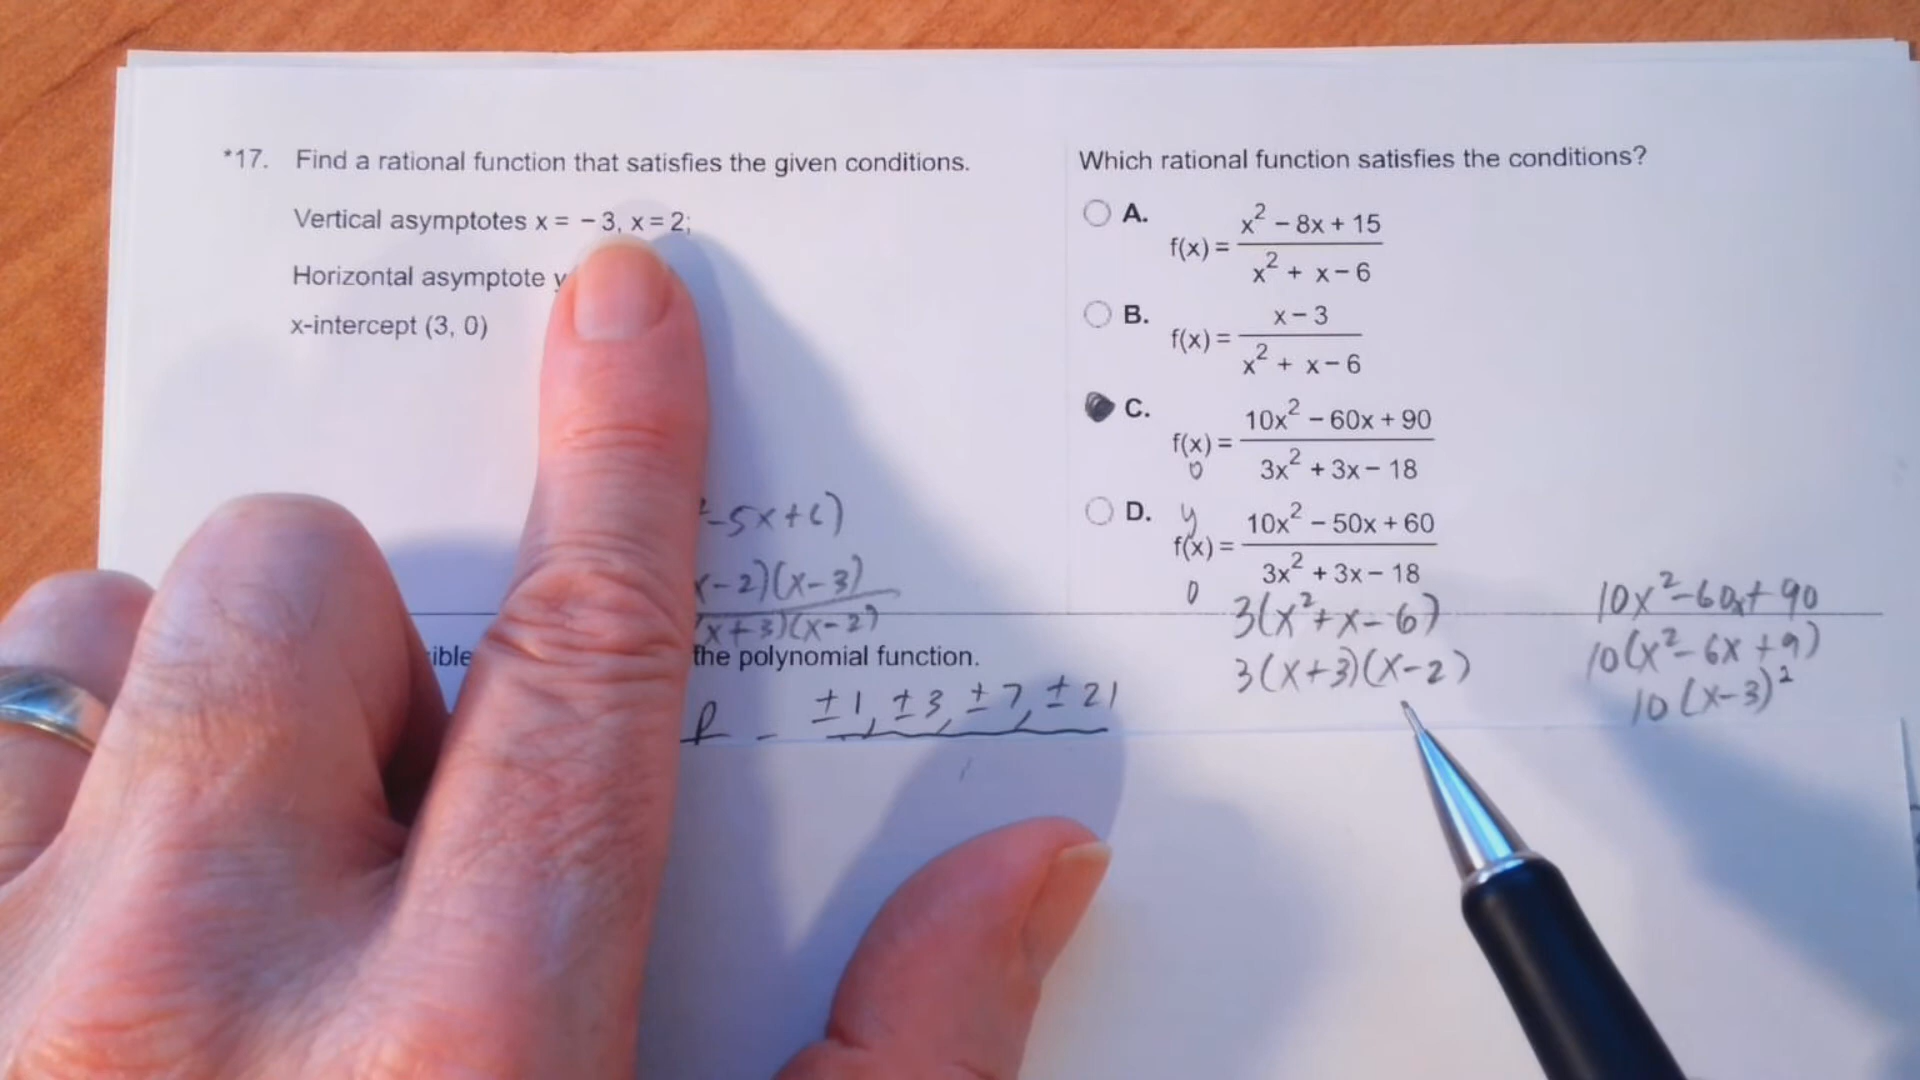 *17. Find a rational function that satisfies the given conditions.
Vertical asymptotes x = − 3, x = 2;
Horizontal asymptote y
x-intercept (3, 0)
Which rational function satisfies the conditions?
A. f(x) = x² − 8x + 15
x² + x − 6
B. f(x) = x − 3
x² + x − 6
C. f(x) = 10x² − 60x + 90
0 3x² + 3x − 18
D. y f(x) = 10x² − 50x + 60
0 3x² + 3x − 18
3(x²+x−6)
3(x+3)(x−2)
10x²−60x+90
10(x²−6x+9)
10(x−3)²
−5x+6)
x−2)(x−3)
(x+3)(x−2)
the polynomial function.
P ±1, ±3, ±7, ±21